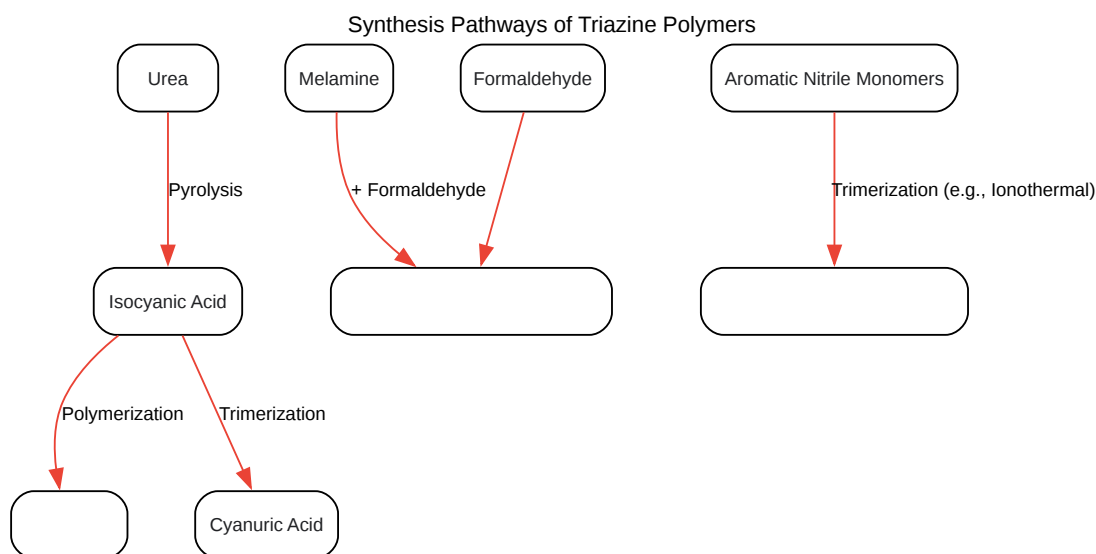 Synthesis Pathways of Triazine Polymers
Urea
Melamine
Formaldehyde
Aromatic Nitrile Monomers
Pyrolysis
+ Formaldehyde
Trimerization (e.g., Ionothermal)
Isocyanic Acid
Polymerization
Trimerization
Cyanuric Acid